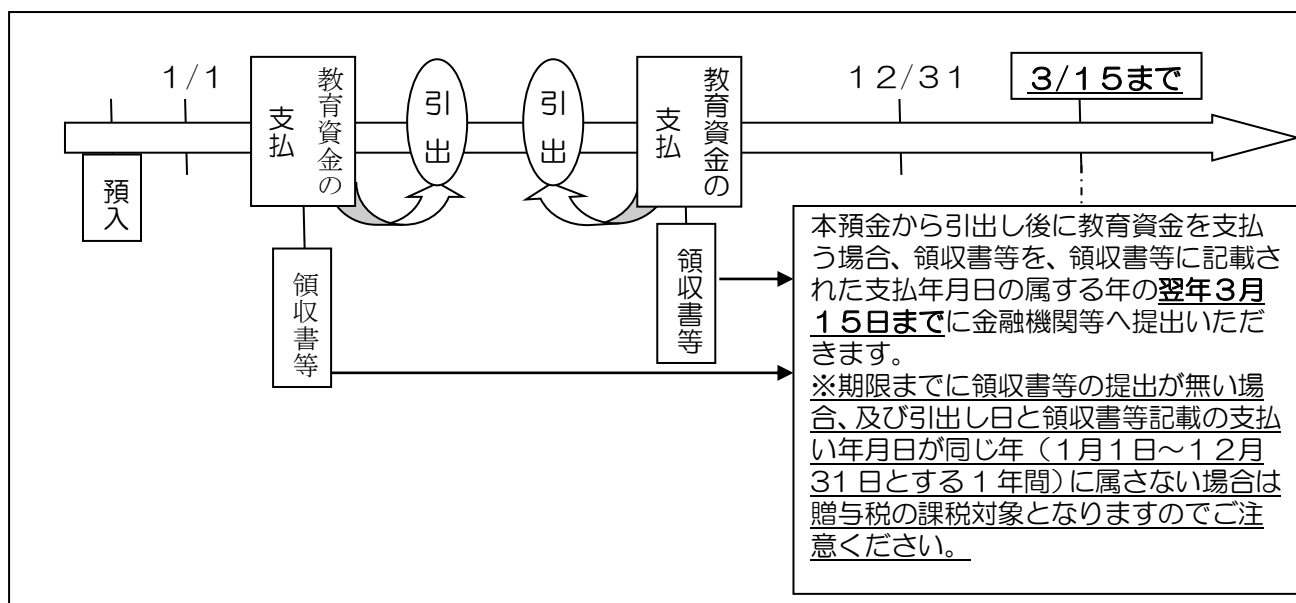 1/1
12/31
3/15まで
教育資金の
支払
引出
引出
教育資金の
支払
預入
領収書等
領収書等
本預金から引出し後に教育資金を支払
う場合、領収書等を、領収書等に記載さ
れた支払年月日の属する年の翌年3月
15日までに金融機関等へ提出いただ
きます。
※期限までに領収書等の提出が無い場
合、及び引出し日と領収書等記載の支払
い年月日が同じ年（1月1日～12月
31日とする1年間）に属さない場合は
贈与税の課税対象となりますのでご注
意ください。